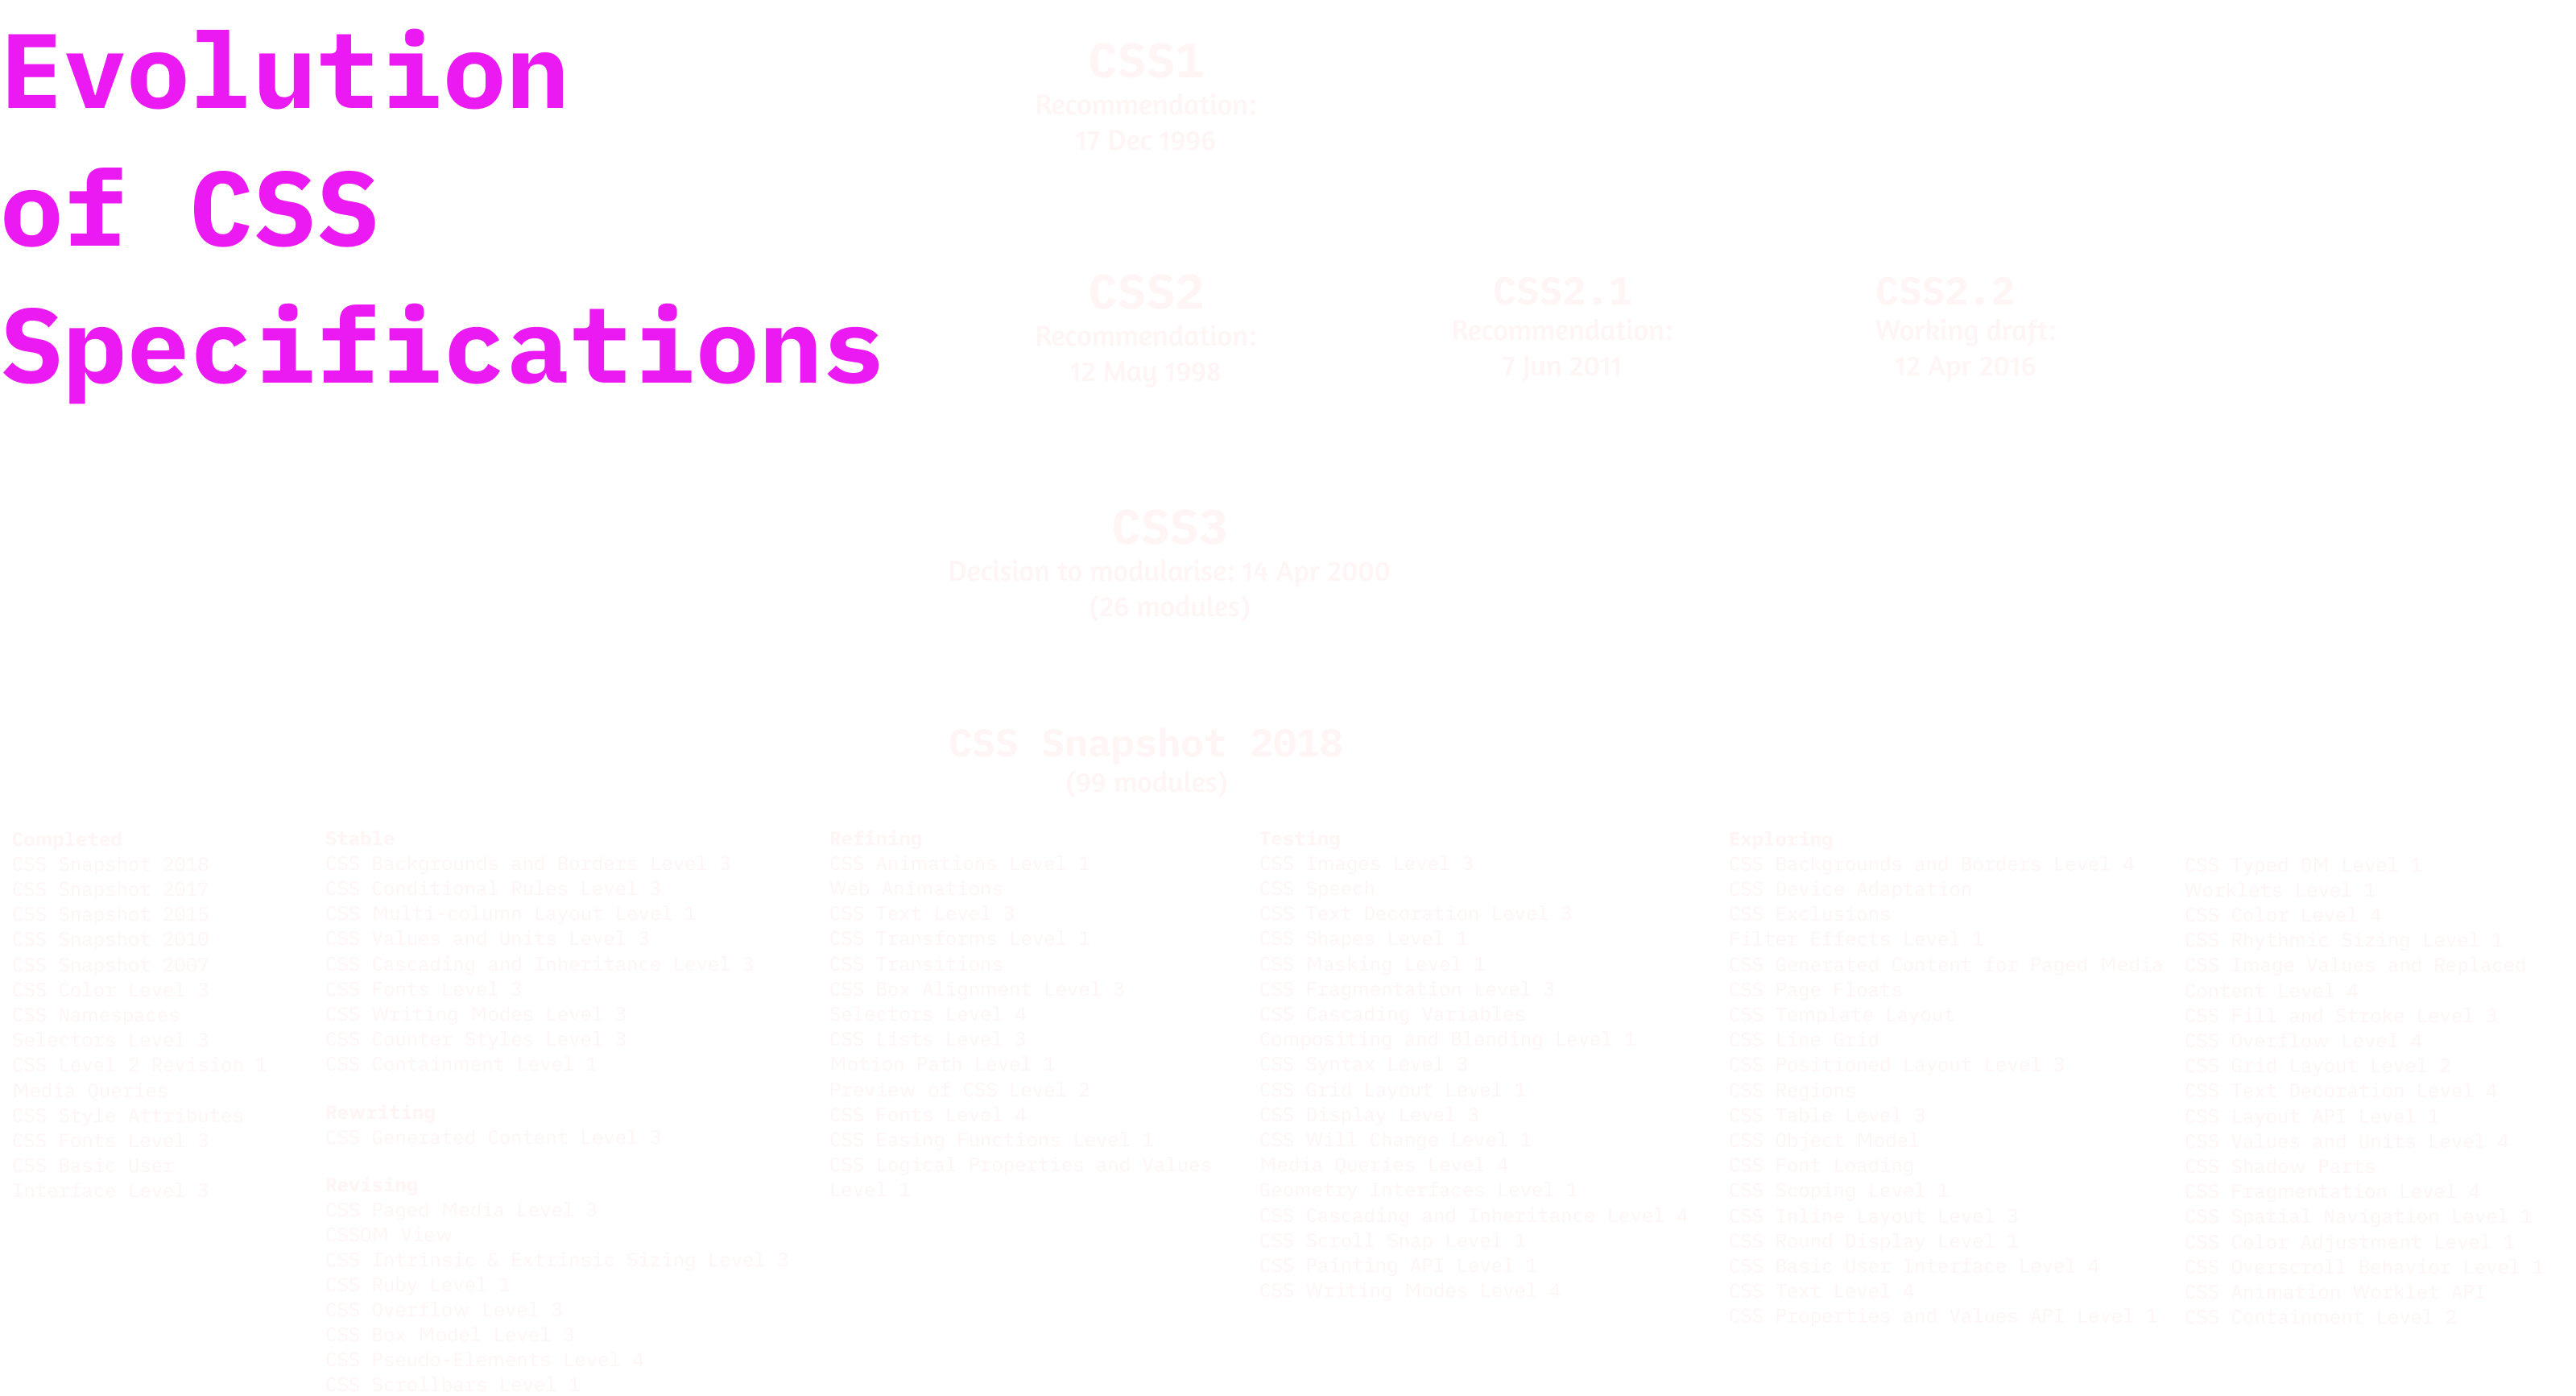 Evolution
of CSS
Specifications
CSS1
Recommendation:
17 Dec 1996
CSS2
Recommendation:
12 May 1998
CSS2.1
Recommendation:
7 Jun 2011
CSS2.2
Working draft:
12 Apr 2016
CSS3
Decision to modularise: 14 Apr 2000
(26 modules)
CSS Snapshot 2018
(99 modules)
Completed
CSS Snapshot 2018
CSS Snapshot 2017
CSS Snapshot 2015
CSS Snapshot 2010
CSS Snapshot 2007
CSS Color Level 3
CSS Namespaces
Selectors Level 3
CSS Level 2 Revision 1
Media Queries
CSS Style Attributes
CSS Fonts Level 3
CSS Basic User
Interface Level 3
Stable
CSS Backgrounds and Borders Level 3
CSS Conditional Rules Level 3
CSS Multi-column Layout Level 1
CSS Values and Units Level 3
CSS Cascading and Inheritance Level 3
CSS Fonts Level 3
CSS Writing Modes Level 3
CSS Counter Styles Level 3
CSS Containment Level 1
Rewriting
CSS Generated Content Level 3
Revising
CSS Paged Media Level 3
CSSOM View
CSS Intrinsic & Extrinsic Sizing Level 3
CSS Ruby Level 1
CSS Overflow Level 3
CSS Box Model Level 3
CSS Pseudo-Elements Level 4
CSS Scrollbars Level 1
Refining
CSS Animations Level 1
Web Animations
CSS Text Level 3
CSS Transforms Level 1
CSS Transitions
CSS Box Alignment Level 3
Selectors Level 4
CSS Lists Level 3
Motion Path Level 1
Preview of CSS Level 2
CSS Fonts Level 4
CSS Easing Functions Level 1
CSS Logical Properties and Values
Level 1
Testing
CSS Images Level 3
CSS Speech
CSS Text Decoration Level 3
CSS Shapes Level 1
CSS Masking Level 1
CSS Fragmentation Level 3
CSS Cascading Variables
Compositing and Blending Level 1
CSS Syntax Level 3
CSS Grid Layout Level 1
CSS Display Level 3
CSS Will Change Level 1
Media Queries Level 4
Geometry Interfaces Level 1
CSS Cascading and Inheritance Level 4
CSS Scroll Snap Level 1
CSS Painting API Level 1
CSS Writing Modes Level 4
Exploring
CSS Backgrounds and Borders Level 4
CSS Device Adaptation
CSS Exclusions
Filter Effects Level 1
CSS Generated Content for Paged Media
CSS Page Floats
CSS Template Layout
CSS Line Grid
CSS Positioned Layout Level 3
CSS Regions
CSS Table Level 3
CSS Object Model
CSS Font Loading
CSS Scoping Level 1
CSS Inline Layout Level 3
CSS Round Display Level 1
CSS Basic User Interface Level 4
CSS Text Level 4
CSS Properties and Values API Level 1
CSS Typed OM Level 1
Worklets Level 1
CSS Color Level 4
CSS Rhythmic Sizing Level 1
CSS Image Values and Replaced
Content Level 4
CSS Fill and Stroke Level 3
CSS Overflow Level 4
CSS Grid Layout Level 2
CSS Text Decoration Level 4
CSS Layout API Level 1
CSS Values and Units Level 4
CSS Shadow Parts
CSS Fragmentation Level 4
CSS Spatial Navigation Level 1
CSS Color Adjustment Level 1
CSS Overscroll Behavior Level 1
CSS Animation Worklet API
CSS Containment Level 2